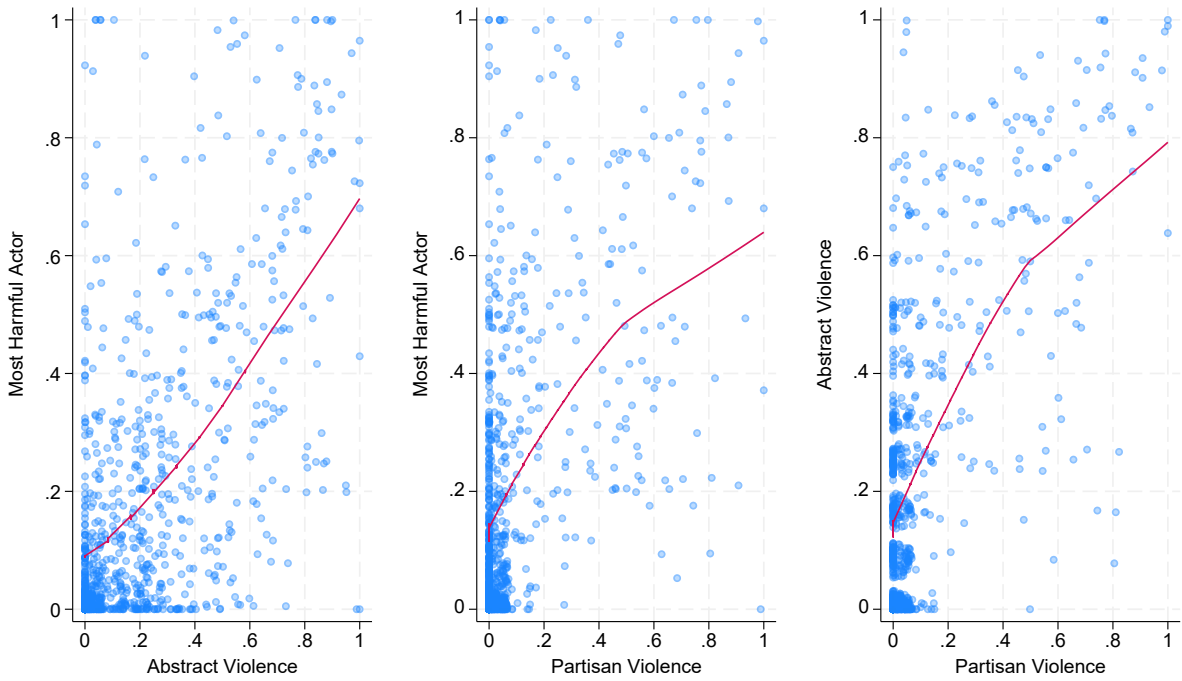 Most Harmful Actor
1
.8
.6
.4
.2
0
0 .2 .4 .6 .8 1
Abstract Violence
Most Harmful Actor
1
.8
.6
.4
.2
0
0 .2 .4 .6 .8 1
Partisan Violence
Abstract Violence
1
.8
.6
.4
.2
0
0 .2 .4 .6 .8 1
Partisan Violence